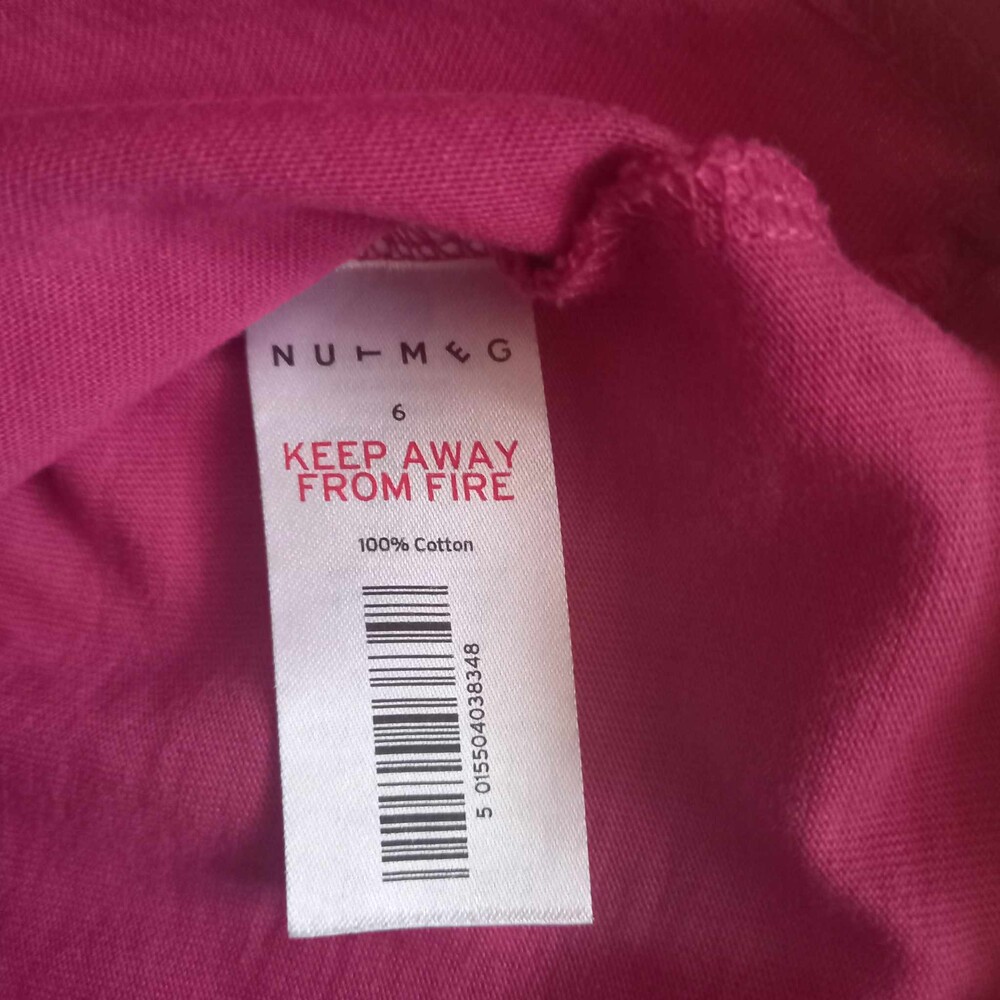 NUTMEG
6
KEEP AWAY
FROM FIRE
100% Cotton
5 015504038348